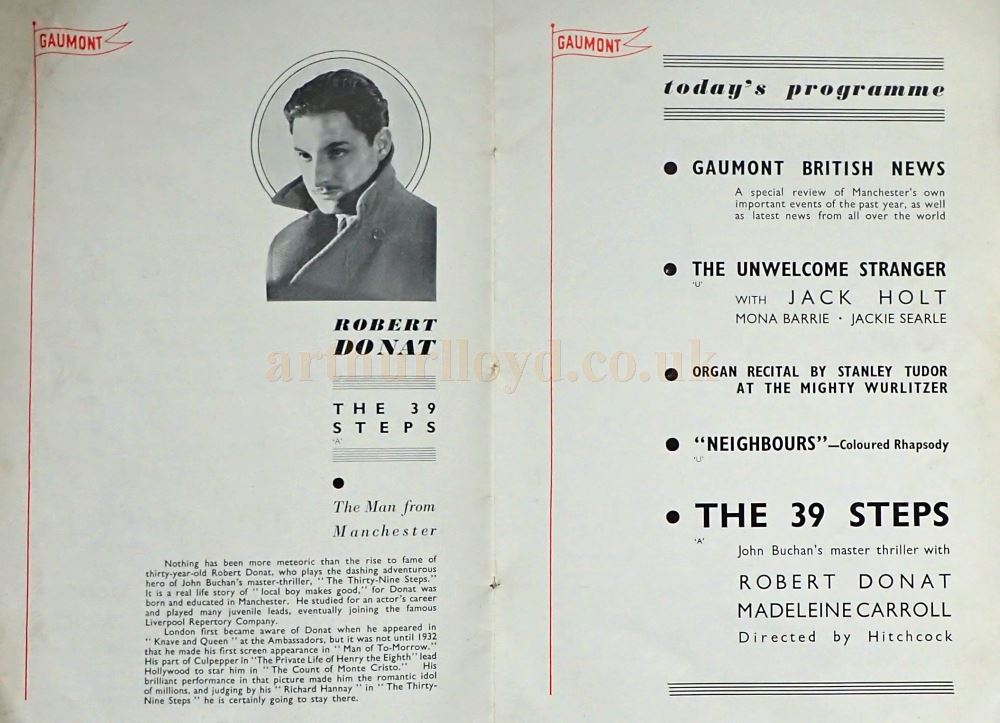 GAUMONT
ROBERT
DONAT
THE 39
STEPS
'A'
The Man from
Manchester
Nothing has been more meteoric than the rise to fame of
thirty-year-old Robert Donat, who plays the dashing adventurous
hero of John Buchan's master-thriller, "The Thirty-Nine Steps."
It is a real life story of "local boy makes good," for Donat was
born and educated in Manchester. He studied for an actor's career
and played many juvenile leads, eventually joining the famous
Liverpool Repertory Company.
London first became aware of Donat when he appeared in
"Knave and Queen" at the Ambassadors, but it was not until 1932
that he made his first screen appearance in "Man of To-Morrow."
His part of Culpepper in "The Private Life of Henry the Eighth" lead
Hollywood to star him in "The Count of Monte Cristo." His
brilliant performance in that picture made him the romantic idol
of millions, and judging by his "Richard Hannay" in "The Thirty-
Nine Steps" he is certainly going to stay there.
GAUMONT
today's programme
● GAUMONT BRITISH NEWS
A special review of Manchester's own
important events of the past year, as well
as latest news from all over the world
● THE UNWELCOME STRANGER
'U'
WITH JACK HOLT
MONA BARRIE · JACKIE SEARLE
● ORGAN RECITAL BY STANLEY TUDOR
AT THE MIGHTY WURLITZER
● "NEIGHBOURS"—Coloured Rhapsody
'U'
● THE 39 STEPS
'A'
John Buchan's master thriller with
ROBERT DONAT
MADELEINE CARROLL
Directed by Hitchcock
arthurlloyd.co.uk